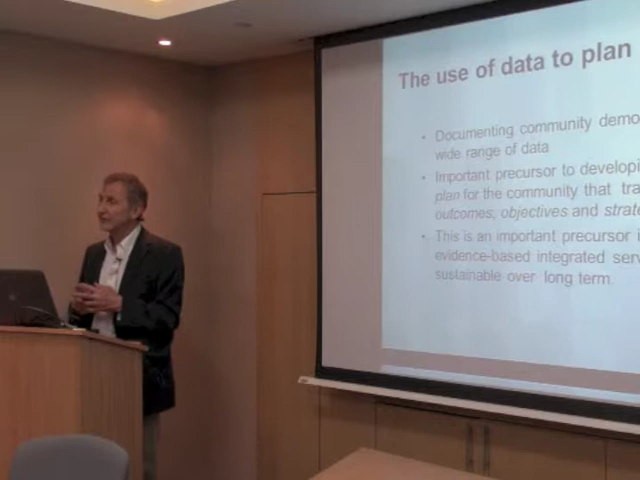 The use of data to plan
• Documenting community demo
wide range of data
• Important precursor to developi
plan for the community that tra
outcomes, objectives and strate
• This is an important precursor i
evidence-based integrated serv
sustainable over long term.